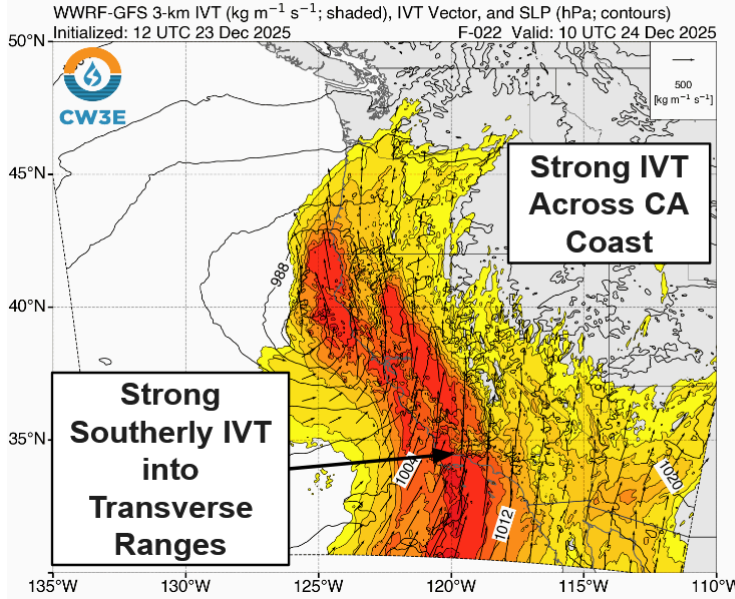 WWRF-GFS 3-km IVT (kg m⁻¹ s⁻¹; shaded), IVT Vector, and SLP (hPa; contours)
Initialized: 12 UTC 23 Dec 2025 F-022 Valid: 10 UTC 24 Dec 2025
50°N
CW3E
500
[kg m⁻¹ s⁻¹]
45°N
Strong IVT
Across CA
Coast
988
40°N
Strong
Southerly IVT
into
Transverse
Ranges
35°N
1004
1012
1020
135°W 130°W 125°W 120°W 115°W 110°W